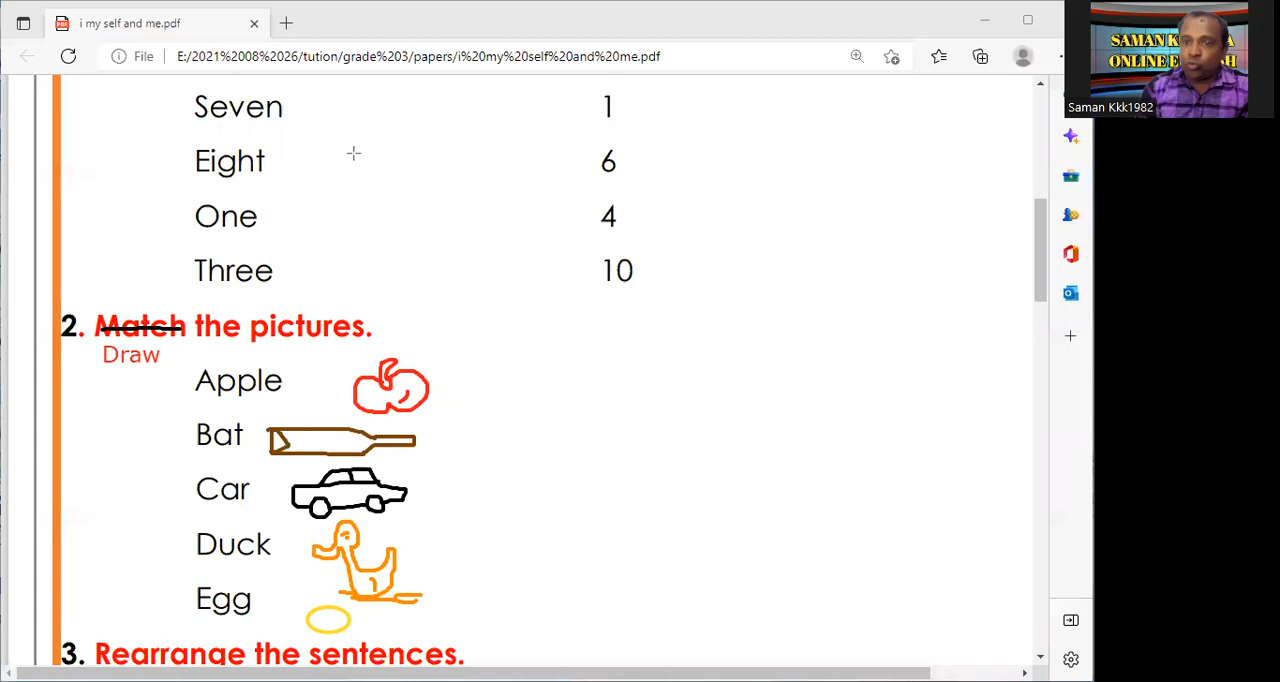 i my self and me.pdf
File E:/2021%2008%2026/tution/grade%203/papers/i%20my%20self%20and%20me.pdf
SAMAN K
ONLINE E SH
Saman Kkk1982
Seven 1
Eight 6
One 4
Three 10
2. Match the pictures.
Draw
Apple
Bat
Car
Duck
Egg
3. Rearrange the sentences.